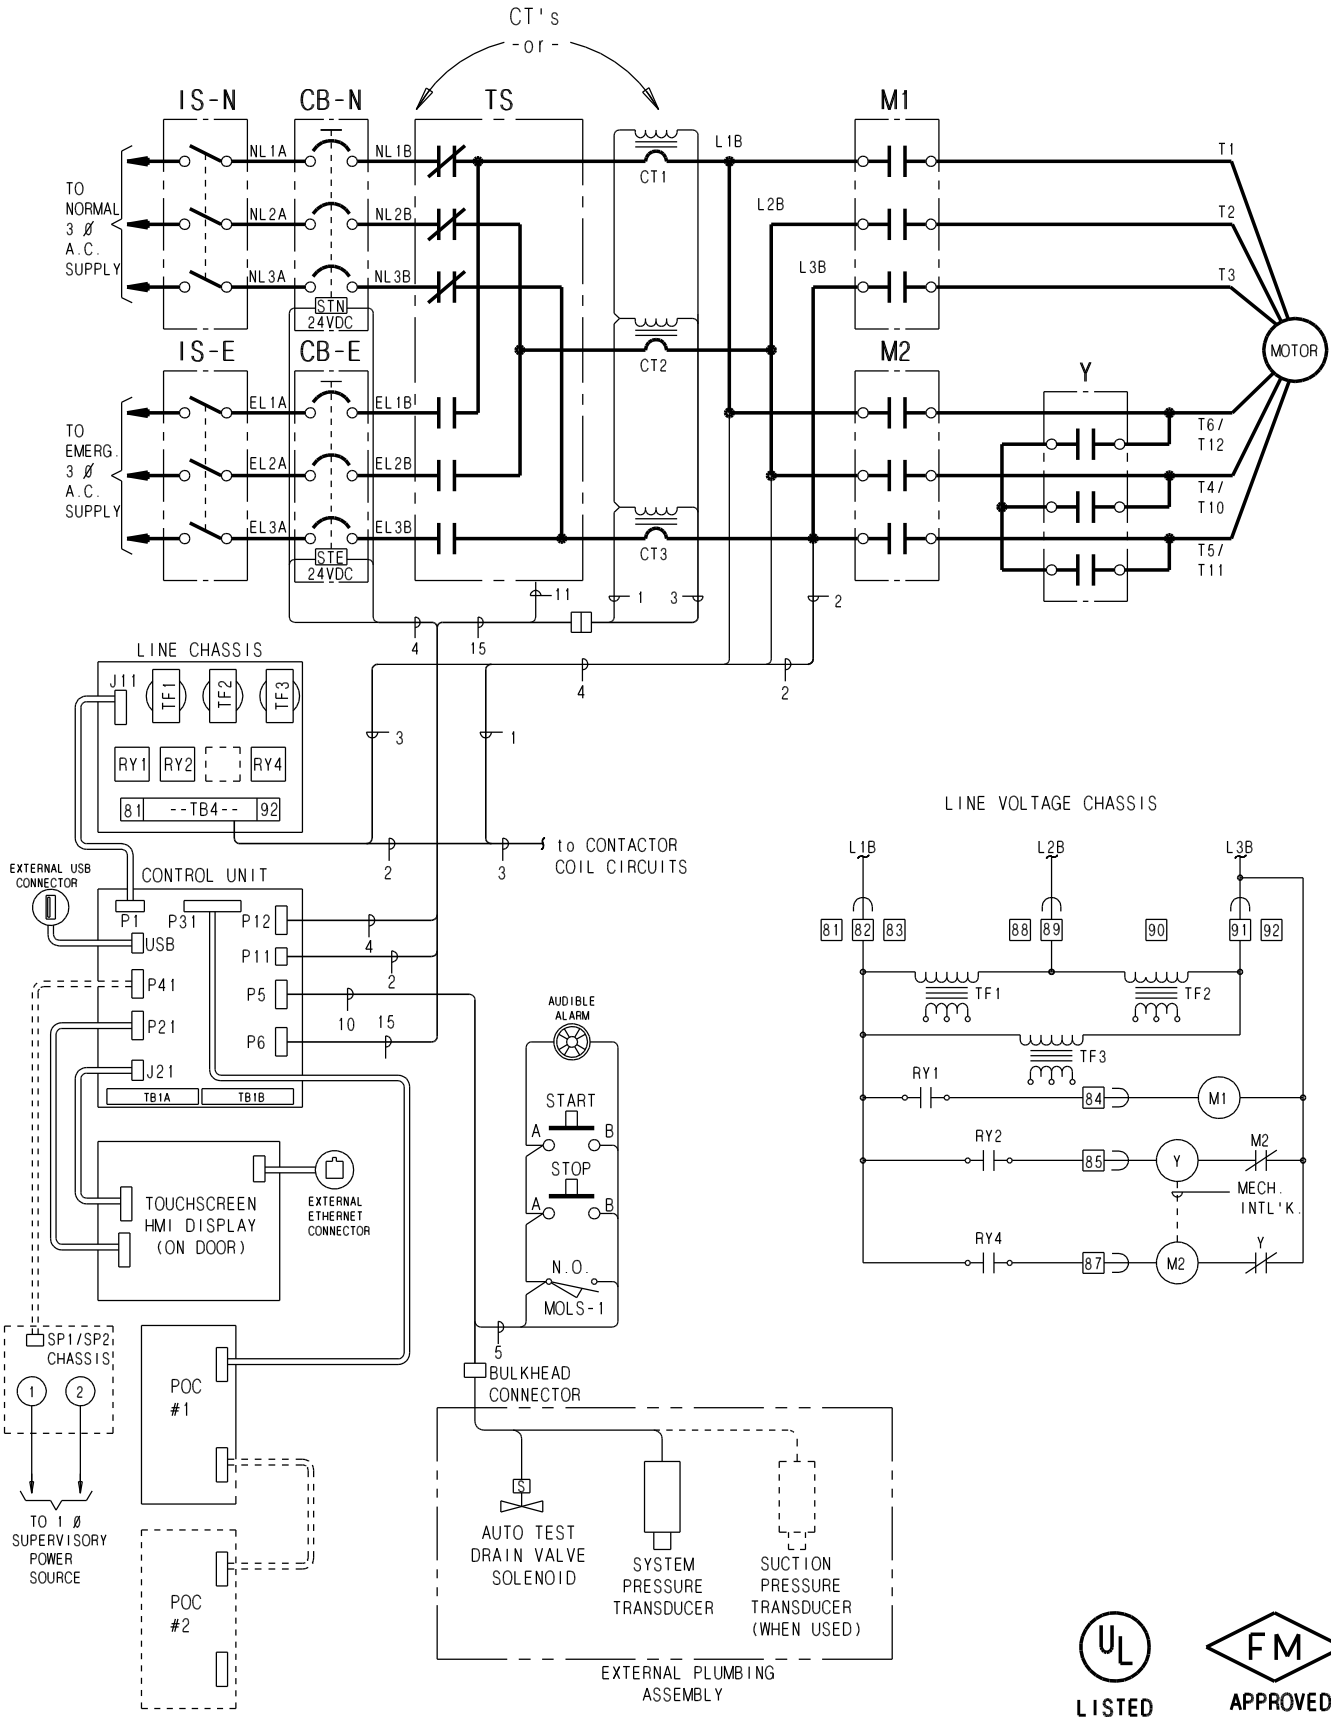 CT's
-or-
IS-N
CB-N
TS
M1
NL1A
NL1B
L1B
T1
CT1
TO
NORMAL
3 Ø
A.C.
SUPPLY
NL2A
NL2B
L2B
T2
NL3A
NL3B
L3B
T3
STN
24VDC
IS-E
CB-E
CT2
M2
MOTOR
Y
EL1A
EL1B
TO
EMERG.
3 Ø
A.C.
SUPPLY
T6/
T12
EL2A
EL2B
T4/
T10
EL3A
EL3B
CT3
T5/
T11
STE
24VDC
11
1
3
2
4
15
4
2
LINE CHASSIS
J11
TF1
TF2
TF3
3
1
RY1
RY2
RY4
81
--TB4--
92
2
3
to CONTACTOR
COIL CIRCUITS
EXTERNAL USB
CONNECTOR
CONTROL UNIT
P1
P31
P12
4
USB
P11
2
P41
P5
10
P21
P6
15
J21
TB1A
TB1B
TOUCHSCREEN
HMI DISPLAY
(ON DOOR)
EXTERNAL
ETHERNET
CONNECTOR
SP1/SP2
CHASSIS
1
2
TO 1 Ø
SUPERVISORY
POWER
SOURCE
POC
#1
POC
#2
AUDIBLE
ALARM
START
A
B
STOP
A
B
N.O.
MOLS-1
5
BULKHEAD
CONNECTOR
S
AUTO TEST
DRAIN VALVE
SOLENOID
SYSTEM
PRESSURE
TRANSDUCER
SUCTION
PRESSURE
TRANSDUCER
(WHEN USED)
EXTERNAL PLUMBING
ASSEMBLY
LINE VOLTAGE CHASSIS
L1B
L2B
L3B
81
82
83
88
89
90
91
92
TF1
TF2
TF3
RY1
84
M1
RY2
85
Y
M2
MECH.
INTL'K.
RY4
87
M2
Y
UL
LISTED
FM
APPROVED